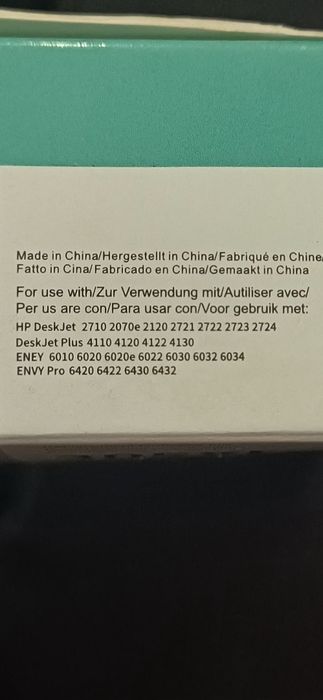 Made in China/Hergestellt in China/Fabriqué en Chine/
Fatto in Cina/Fabricado en China/Gemaakt in China
For use with/Zur Verwendung mit/Autiliser avec/
Per us are con/Para usar con/Voor gebruik met:
HP DeskJet 2710 2070e 2120 2721 2722 2723 2724
DeskJet Plus 4110 4120 4122 4130
ENEY 6010 6020 6020e 6022 6030 6032 6034
ENVY Pro 6420 6422 6430 6432